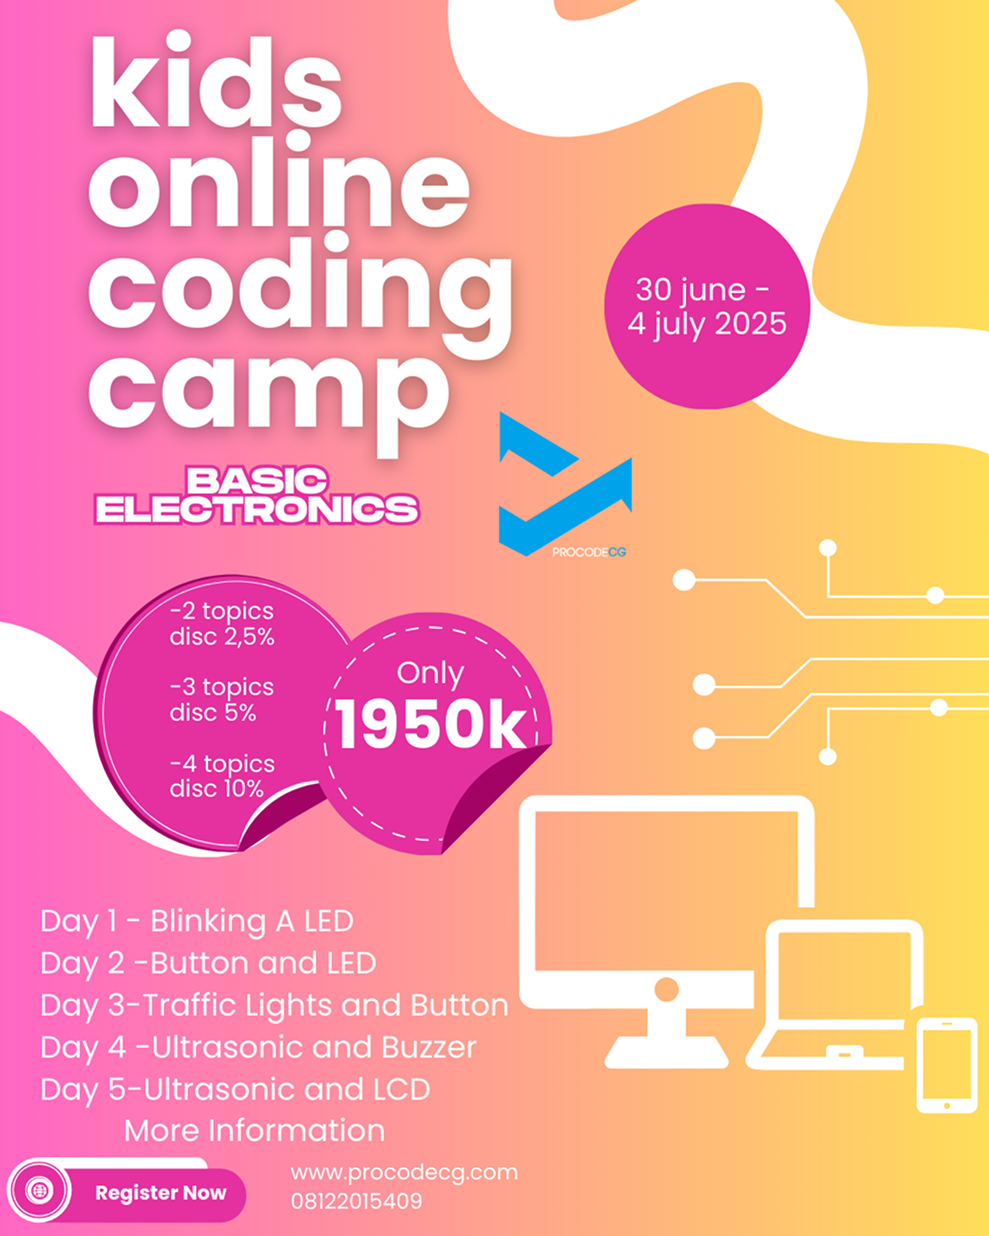 kids
online
coding
camp
30 june -
4 july 2025
BASIC
ELECTRONICS
PROCODECG
-2 topics
disc 2,5%
-3 topics
disc 5%
-4 topics
disc 10%
Only
1950k
Day 1 - Blinking A LED
Day 2 -Button and LED
Day 3-Traffic Lights and Button
Day 4 -Ultrasonic and Buzzer
Day 5-Ultrasonic and LCD
More Information
Register Now
www.procodecg.com
08122015409